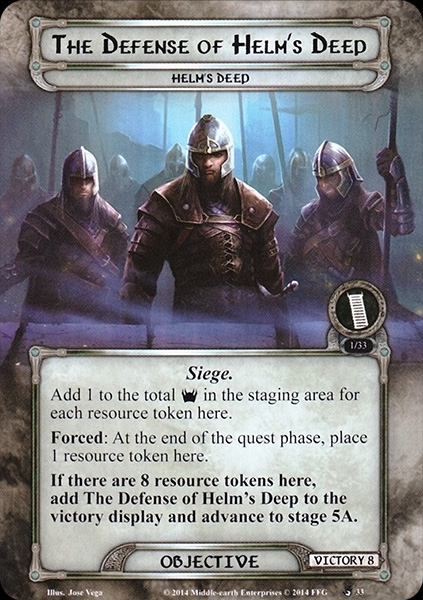 The Defense of Helm's Deep
Helm's Deep
1/33
Siege.
Add 1 to the total in the staging area for
each resource token here.
Forced: At the end of the quest phase, place
1 resource token here.
If there are 8 resource tokens here,
add The Defense of Helm's Deep to the
victory display and advance to stage 5A.
Objective
Victory 8
Illus. Jose Vega © 2014 Middle-earth Enterprises © 2014 FFG 33